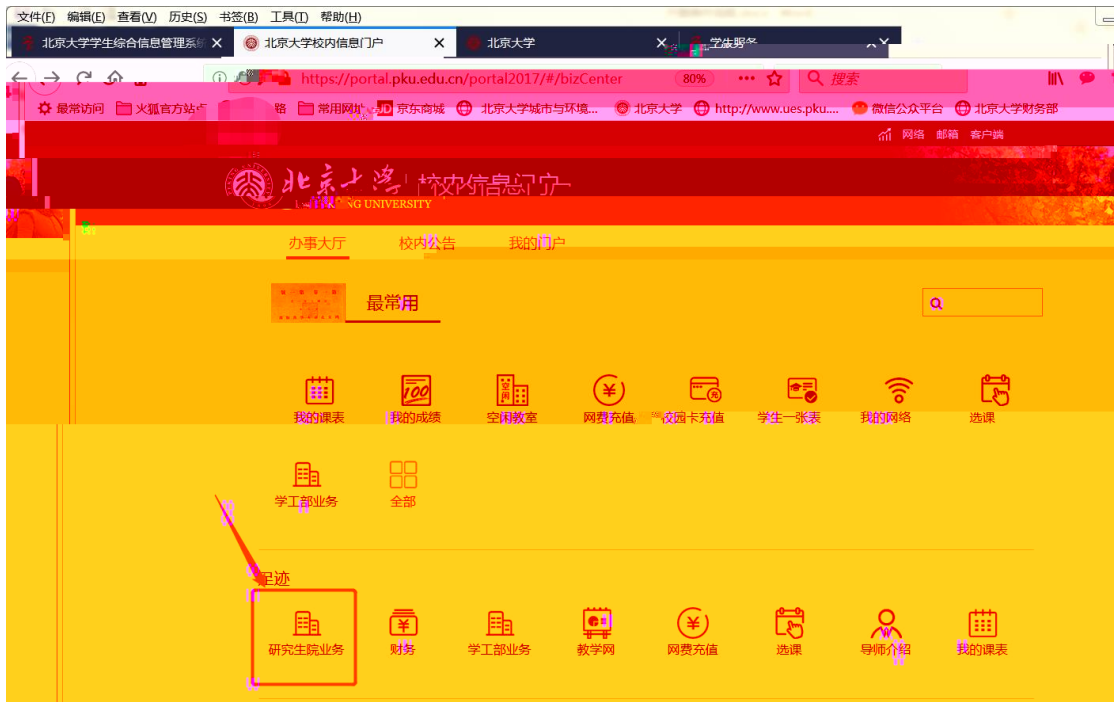 文件(F) 编辑(E) 查看(V) 历史(S) 书签(B) 工具(T) 帮助(H)
北京大学学生综合信息管理系统 北京大学校内信息门户 北京大学 学生服务
https://portal.pku.edu.cn/portal2017/#/bizCenter 80% 搜索
最常访问 火狐官方站点 常用网址 JD 京东商城 北京大学城市与环境... 北京大学 http://www.ues.pku.... 微信公众平台 北京大学财务部
网络 邮箱 客户端
北京大学 校内信息门户
UNIVERSITY
办事大厅 校内公告 我的门户
最常用
我的课表 我的成绩 空闲教室 网费充值 校园卡充值 学生一张表 我的网络 选课
学工部业务 全部
足迹
研究生院业务 财务 学工部业务 教学网 网费充值 选课 导师介绍 我的课表